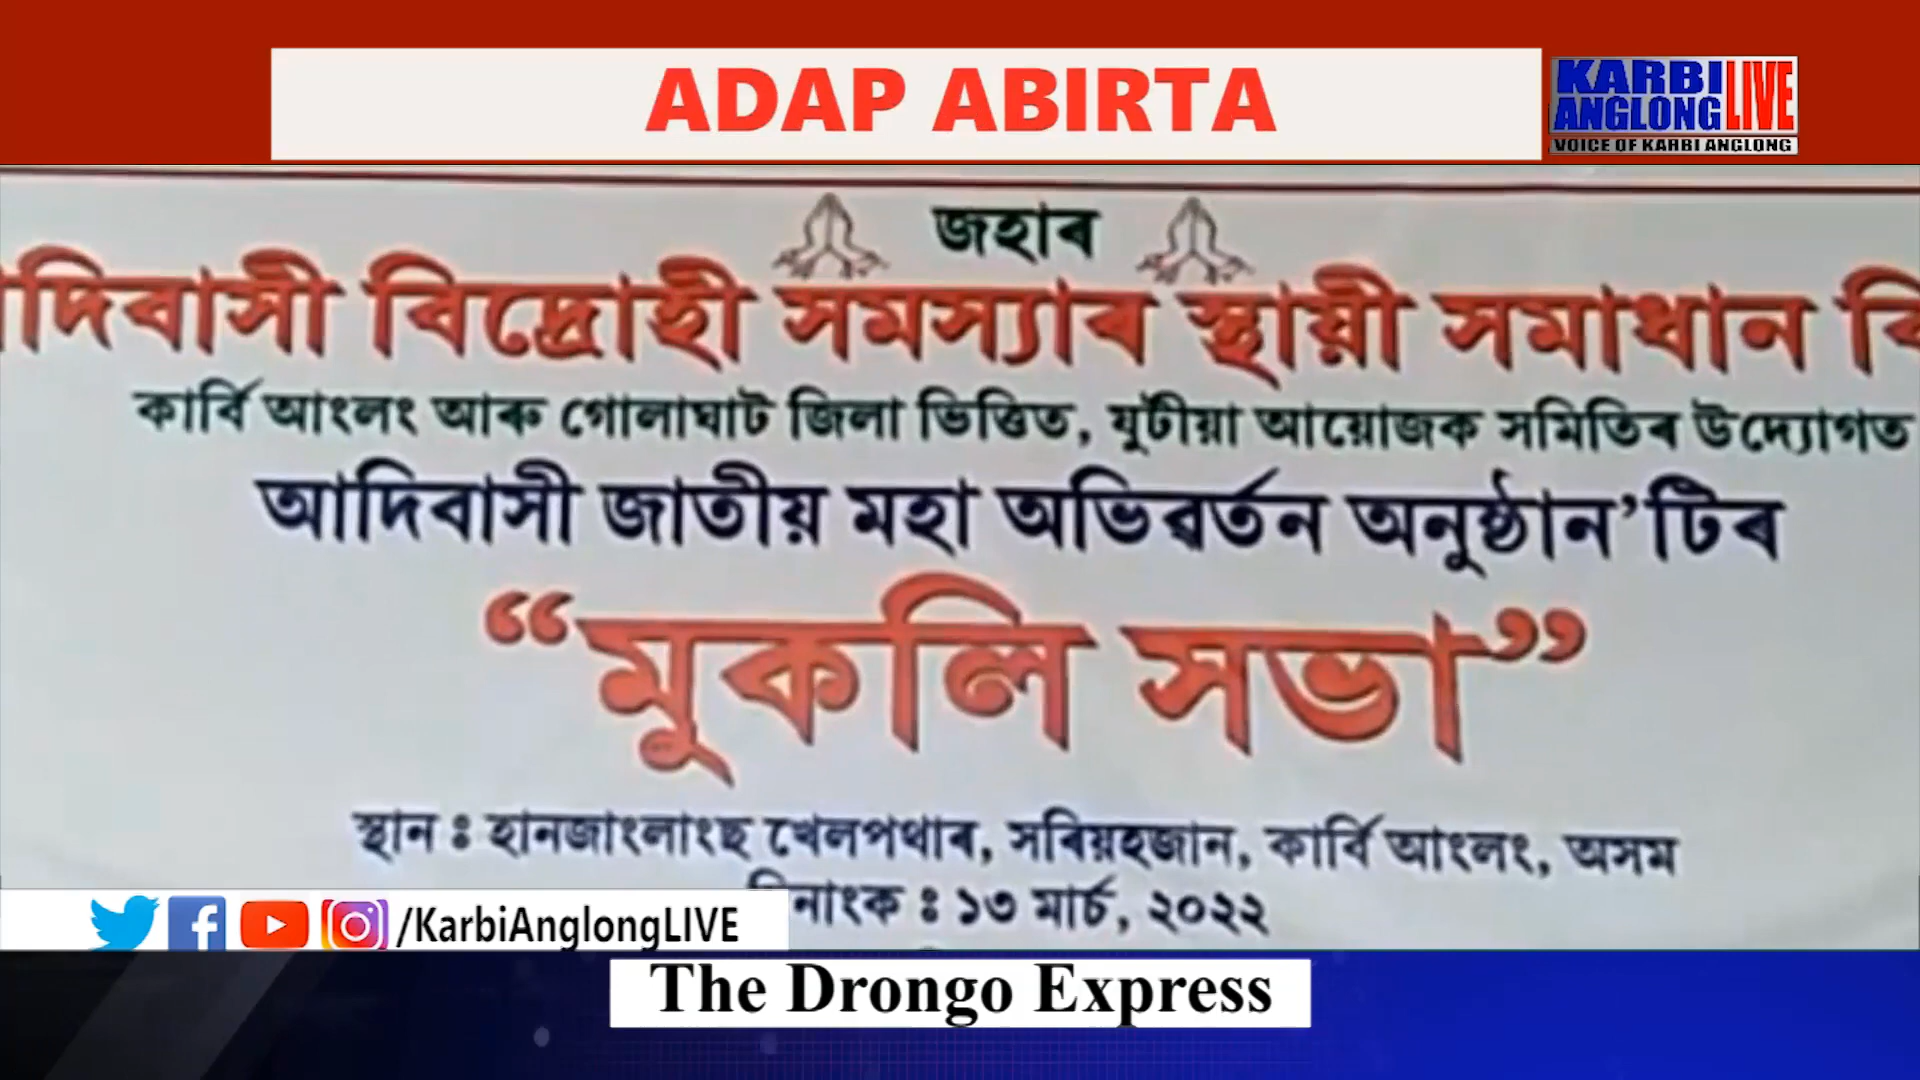 ADAP ABIRTA
KARBI ANGLONG LIVE
VOICE OF KARBI ANGLONG
জহাৰ
বিদ্ৰোহী সমস্যাৰ স্থায়ী সমাধান
কাৰ্বি আংলং আৰু গোলাঘাট জিলা ভিত্তিত, যুটীয়া আয়োজক সমিতিৰ উদ্যোগত
আদিবাসী জাতীয় মহা অভিৱৰ্তন অনুষ্ঠান’টিৰ
“মুকলি সভা”
স্থান : হানজাংলাংছ খেলপথাৰ, সৰিয়হজান, কাৰ্বি আংলং, অসম
: ১৩ মাৰ্চ, ২০২২
/KarbiAnglongLIVE
The Drongo Express